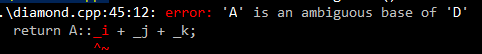 .\diamond.cpp:45:12: error: 'A' is an ambiguous base of 'D'
return A::_i + _j + _k;
^~